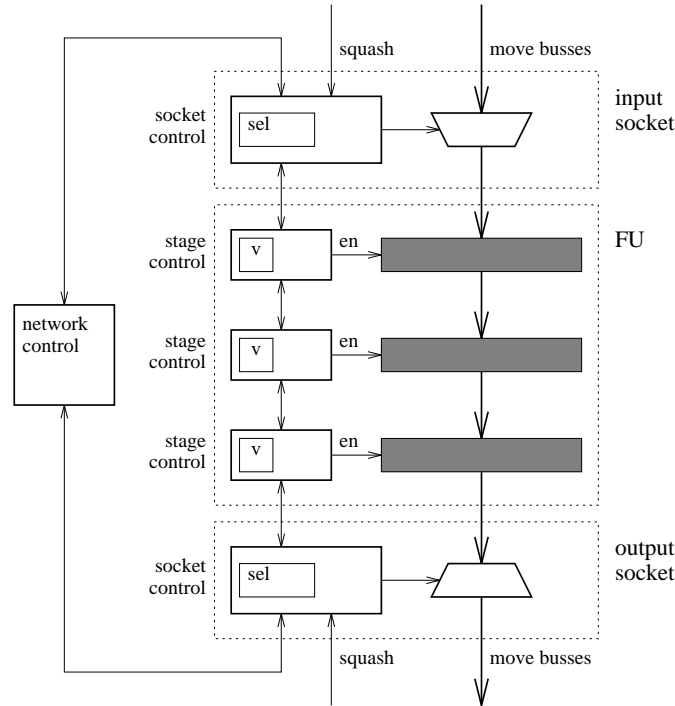 squash
move busses
input
socket
socket
control
sel
FU
stage
control
v
en
network
control
stage
control
v
en
stage
control
v
en
output
socket
socket
control
sel
squash
move busses